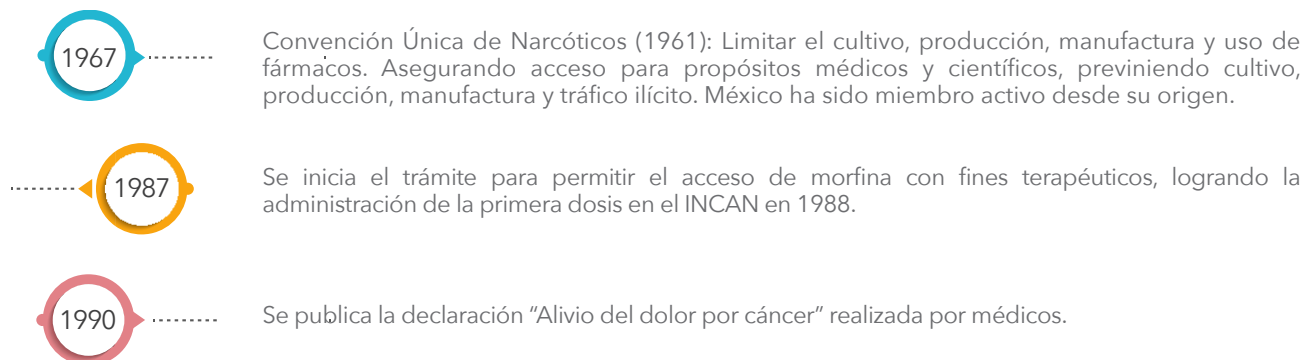 1967
Convención Única de Narcóticos (1961): Limitar el cultivo, producción, manufactura y uso de
fármacos. Asegurando acceso para propósitos médicos y científicos, previniendo cultivo,
producción, manufactura y tráfico ilícito. México ha sido miembro activo desde su origen.
1987
Se inicia el trámite para permitir el acceso de morfina con fines terapéuticos, logrando la
administración de la primera dosis en el INCAN en 1988.
1990
Se publica la declaración “Alivio del dolor por cáncer” realizada por médicos.